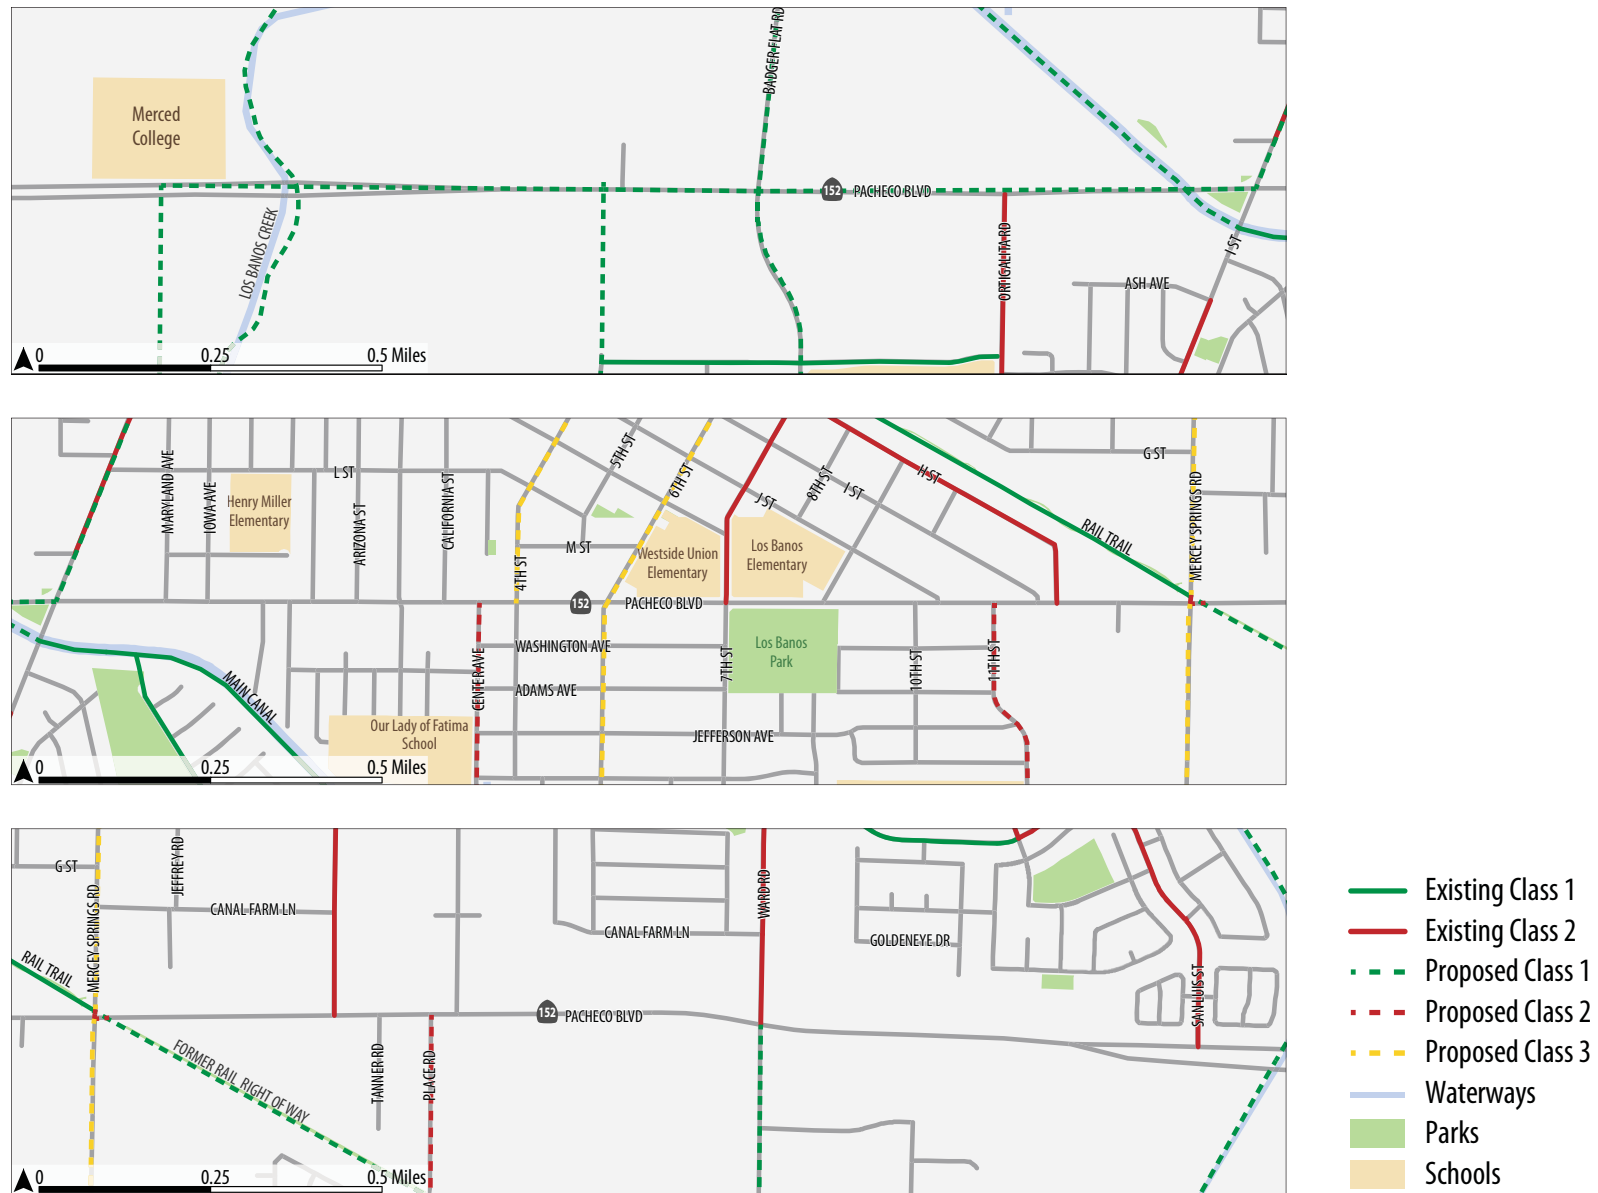 BADGER FLAT RD
Merced
College
152
PACHECO BLVD
LOS BANOS CREEK
ORTIGALITA RD
I ST
ASH AVE
0
0.25
0.5 Miles
MARYLAND AVE
IOWA AVE
Henry Miller
Elementary
L ST
ARIZONA ST
CALIFORNIA ST
4TH ST
M ST
5TH ST
6TH ST
Westside Union
Elementary
J ST
Los Banos
Elementary
8TH ST
I ST
H ST
RAIL TRAIL
G ST
MERCEY SPRINGS RD
152
PACHECO BLVD
MAIN CANAL
Our Lady of Fatima
School
CENTER AVE
WASHINGTON AVE
ADAMS AVE
JEFFERSON AVE
7TH ST
Los Banos
Park
10TH ST
11TH ST
0
0.25
0.5 Miles
G ST
MERCEY SPRINGS RD
JEFFREY RD
CANAL FARM LN
RAIL TRAIL
FORMER RAIL RIGHT OF WAY
TANNER RD
PLACE RD
152
PACHECO BLVD
CANAL FARM LN
WARD RD
GOLDENEYE DR
SAN LUIS ST
0
0.25
0.5 Miles
Existing Class 1
Existing Class 2
Proposed Class 1
Proposed Class 2
Proposed Class 3
Waterways
Parks
Schools